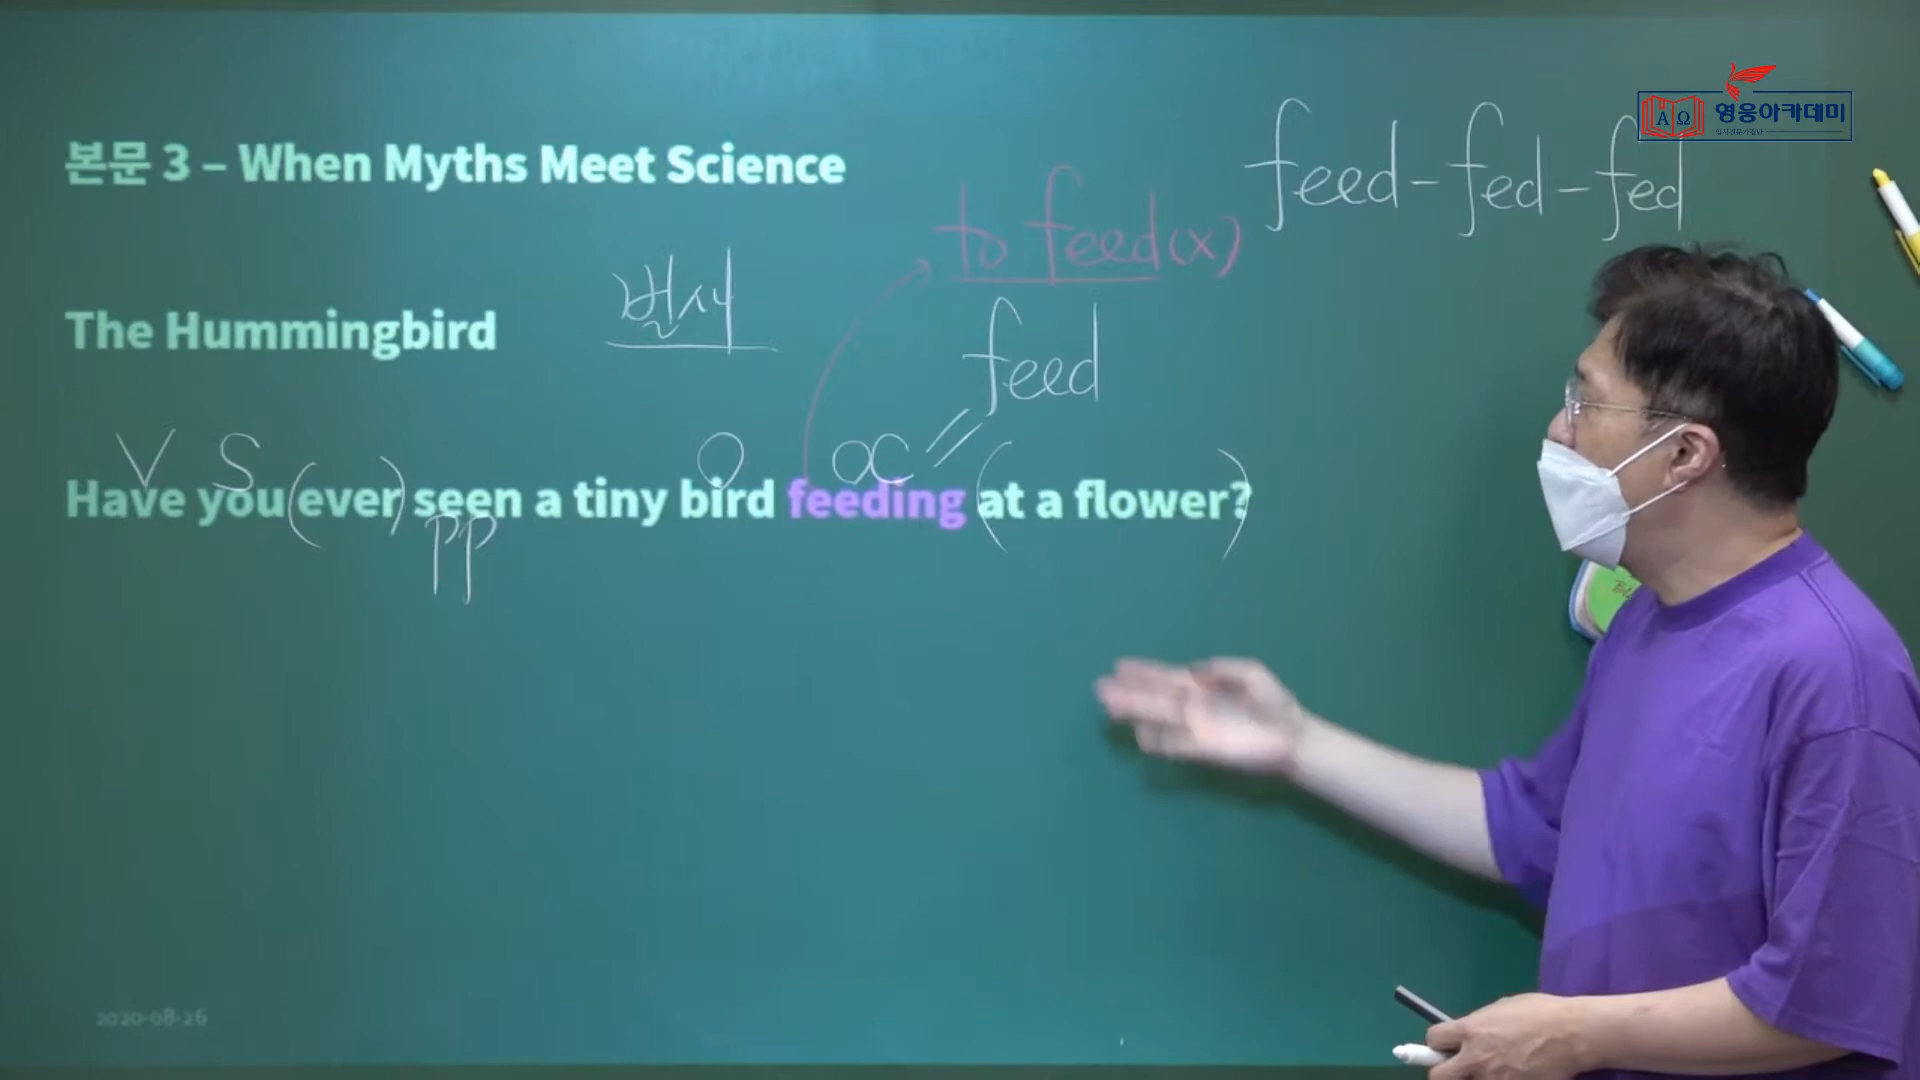 영웅아카데미
feed - fed - fed
본문 3 – When Myths Meet Science
to feed (x)
The Hummingbird
벌새
feed
V S O OC
Have you (ever) seen a tiny bird feeding (at a flower?)
pp
2020-08-26